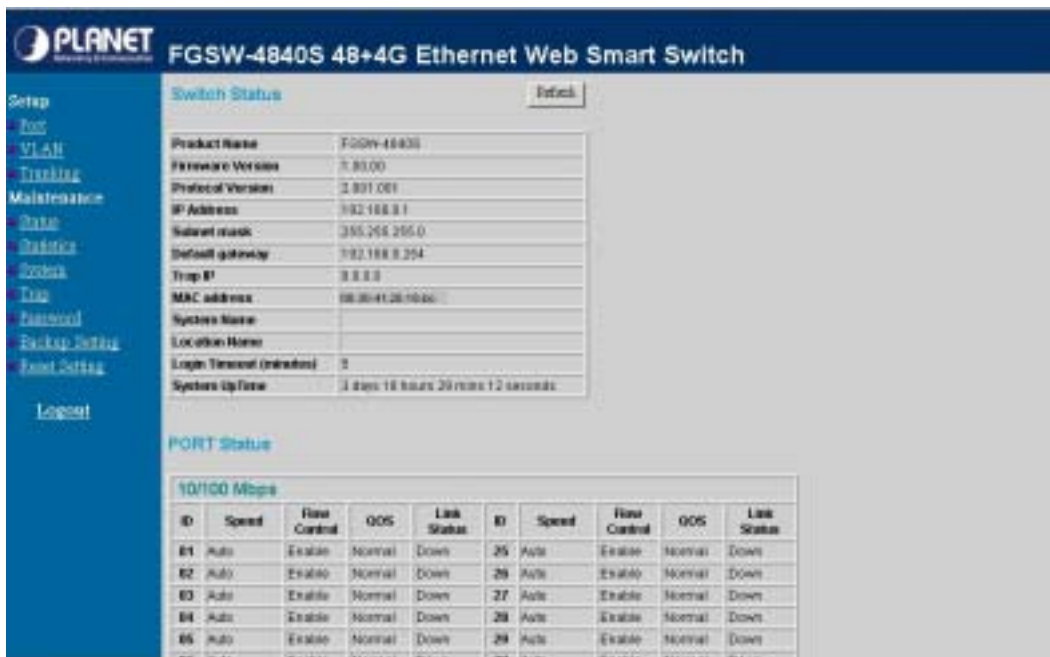 PLANET
Networking & Communication
FGSW-4840S 48+4G Ethernet Web Smart Switch
Setup
Port
VLAN
Trunking
Maintenance
Status
Statistics
System
Trap
Password
Backup Setting
Reset Setting
Logout
Switch Status
Refresh
Product Name FGSW-4840S
Firmware Version 1.00.00
Protocol Version 2.001.001
IP Address 192.168.0.1
Subnet mask 255.255.255.0
Default gateway 192.168.0.254
Trap IP 0.0.0.0
MAC address
System Name
Location Name
Login Timeout (minutes) 5
System UpTime 3 days 18 hours 29 mins 12 seconds
PORT Status
10/100 Mbps
ID Speed Flow Control QOS Link Status ID Speed Flow Control QOS Link Status
01 Auto Enable Normal Down 25 Auto Enable Normal Down
02 Auto Enable Normal Down 26 Auto Enable Normal Down
03 Auto Enable Normal Down 27 Auto Enable Normal Down
04 Auto Enable Normal Down 28 Auto Enable Normal Down
05 Auto Enable Normal Down 29 Auto Enable Normal Down